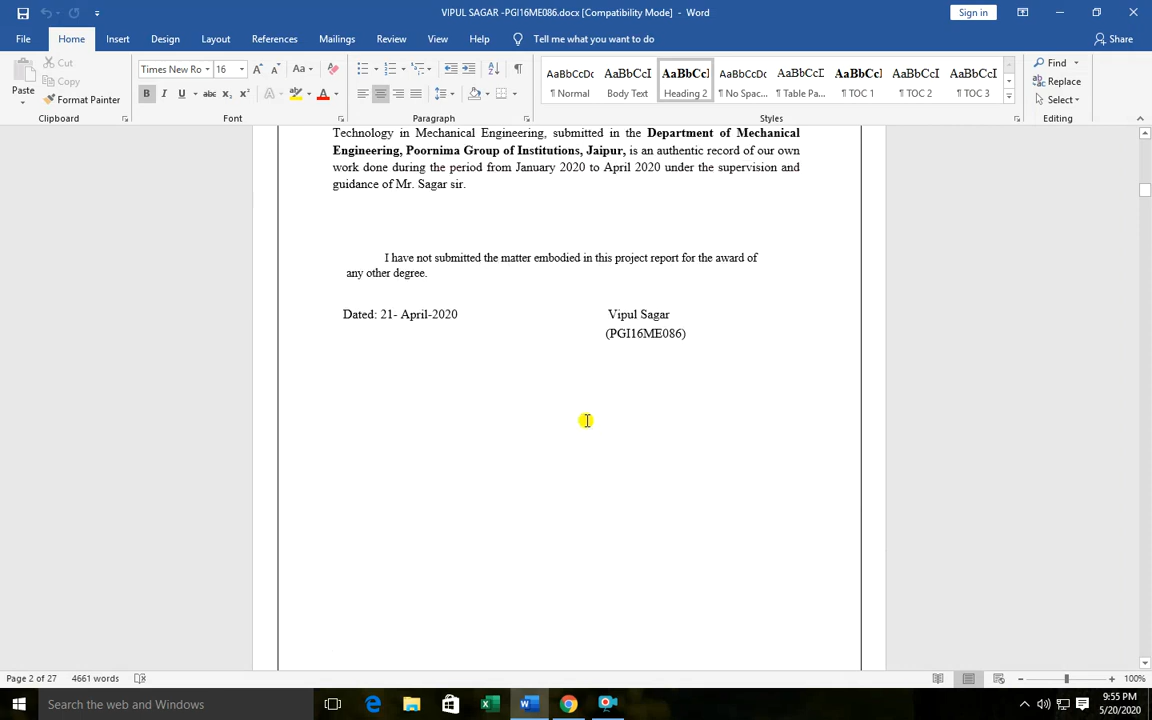 VIPUL SAGAR -PGI16ME086.docx [Compatibility Mode] - Word
Sign in
File Home Insert Design Layout References Mailings Review View Help Tell me what you want to do Share
Paste
Cut
Copy
Format Painter
Times New Ro 16
Aa
B I U abc x₂ x² A A
AaBbCcDc AaBbCcI AaBbCcI AaBbCcDc AaBbCcI AaBbCcI AaBbCcI AaBbCcI
¶ Normal Body Text Heading 2 ¶ No Spac... ¶ Table Pa... ¶ TOC 1 ¶ TOC 2 ¶ TOC 3
Find
Replace
Select
Clipboard Font Paragraph Styles Editing
Technology in Mechanical Engineering, submitted in the Department of Mechanical
Engineering, Poornima Group of Institutions, Jaipur, is an authentic record of our own
work done during the period from January 2020 to April 2020 under the supervision and
guidance of Mr. Sagar sir.
I have not submitted the matter embodied in this project report for the award of
any other degree.
Dated: 21- April-2020 Vipul Sagar
(PGI16ME086)
Page 2 of 27 4661 words 100%
Search the web and Windows
9:55 PM
5/20/2020